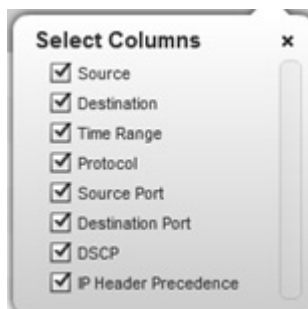 Select Columns ×
Source
Destination
Time Range
Protocol
Source Port
Destination Port
DSCP
IP Header Precedence